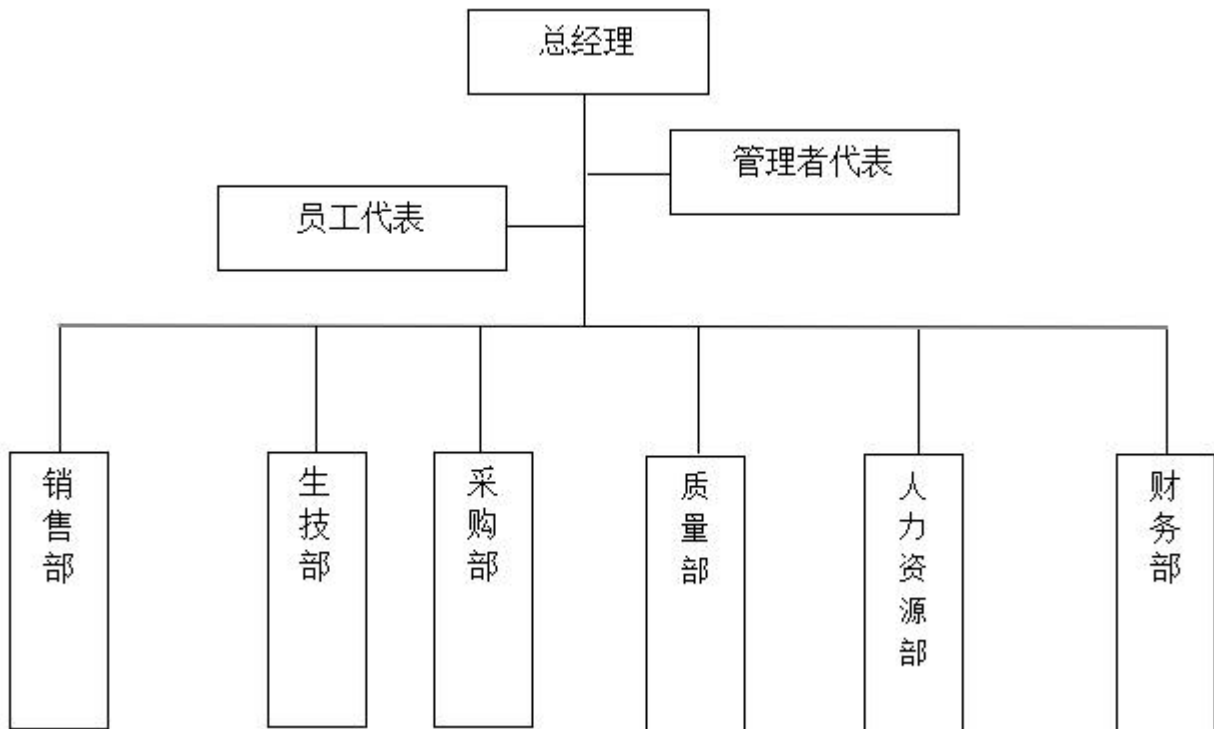 总经理
管理者代表
员工代表
销售部
生技部
采购部
质量部
人力资源部
财务部